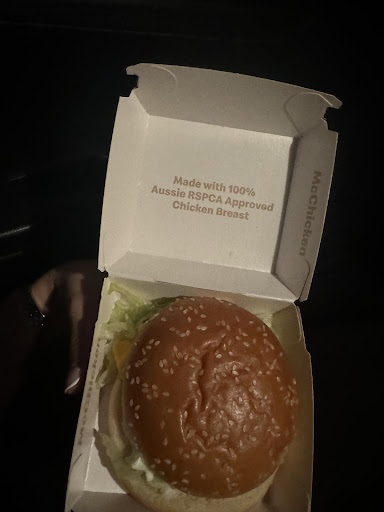 Made with 100%
Aussie RSPCA Approved
Chicken Breast
McChicken